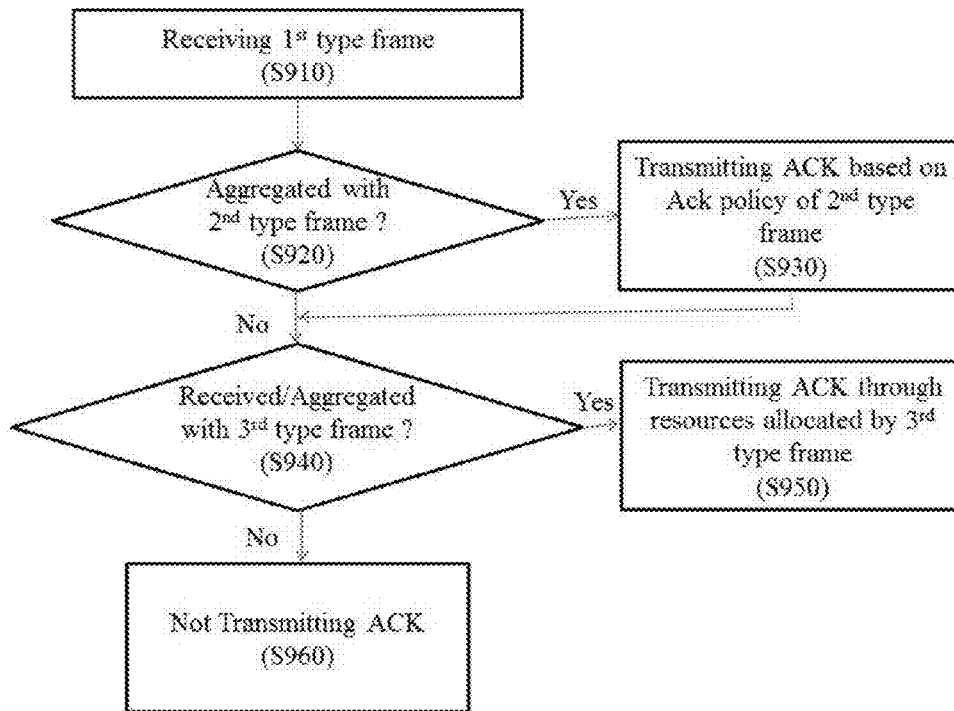 Receiving 1st type frame
(S910)
Aggregated with
2nd type frame ?
(S920)
Yes
Transmitting ACK based on
Ack policy of 2nd type
frame
(S930)
No
Received/Aggregated
with 3rd type frame ?
(S940)
Yes
Transmitting ACK through
resources allocated by 3rd
type frame
(S950)
No
Not Transmitting ACK
(S960)